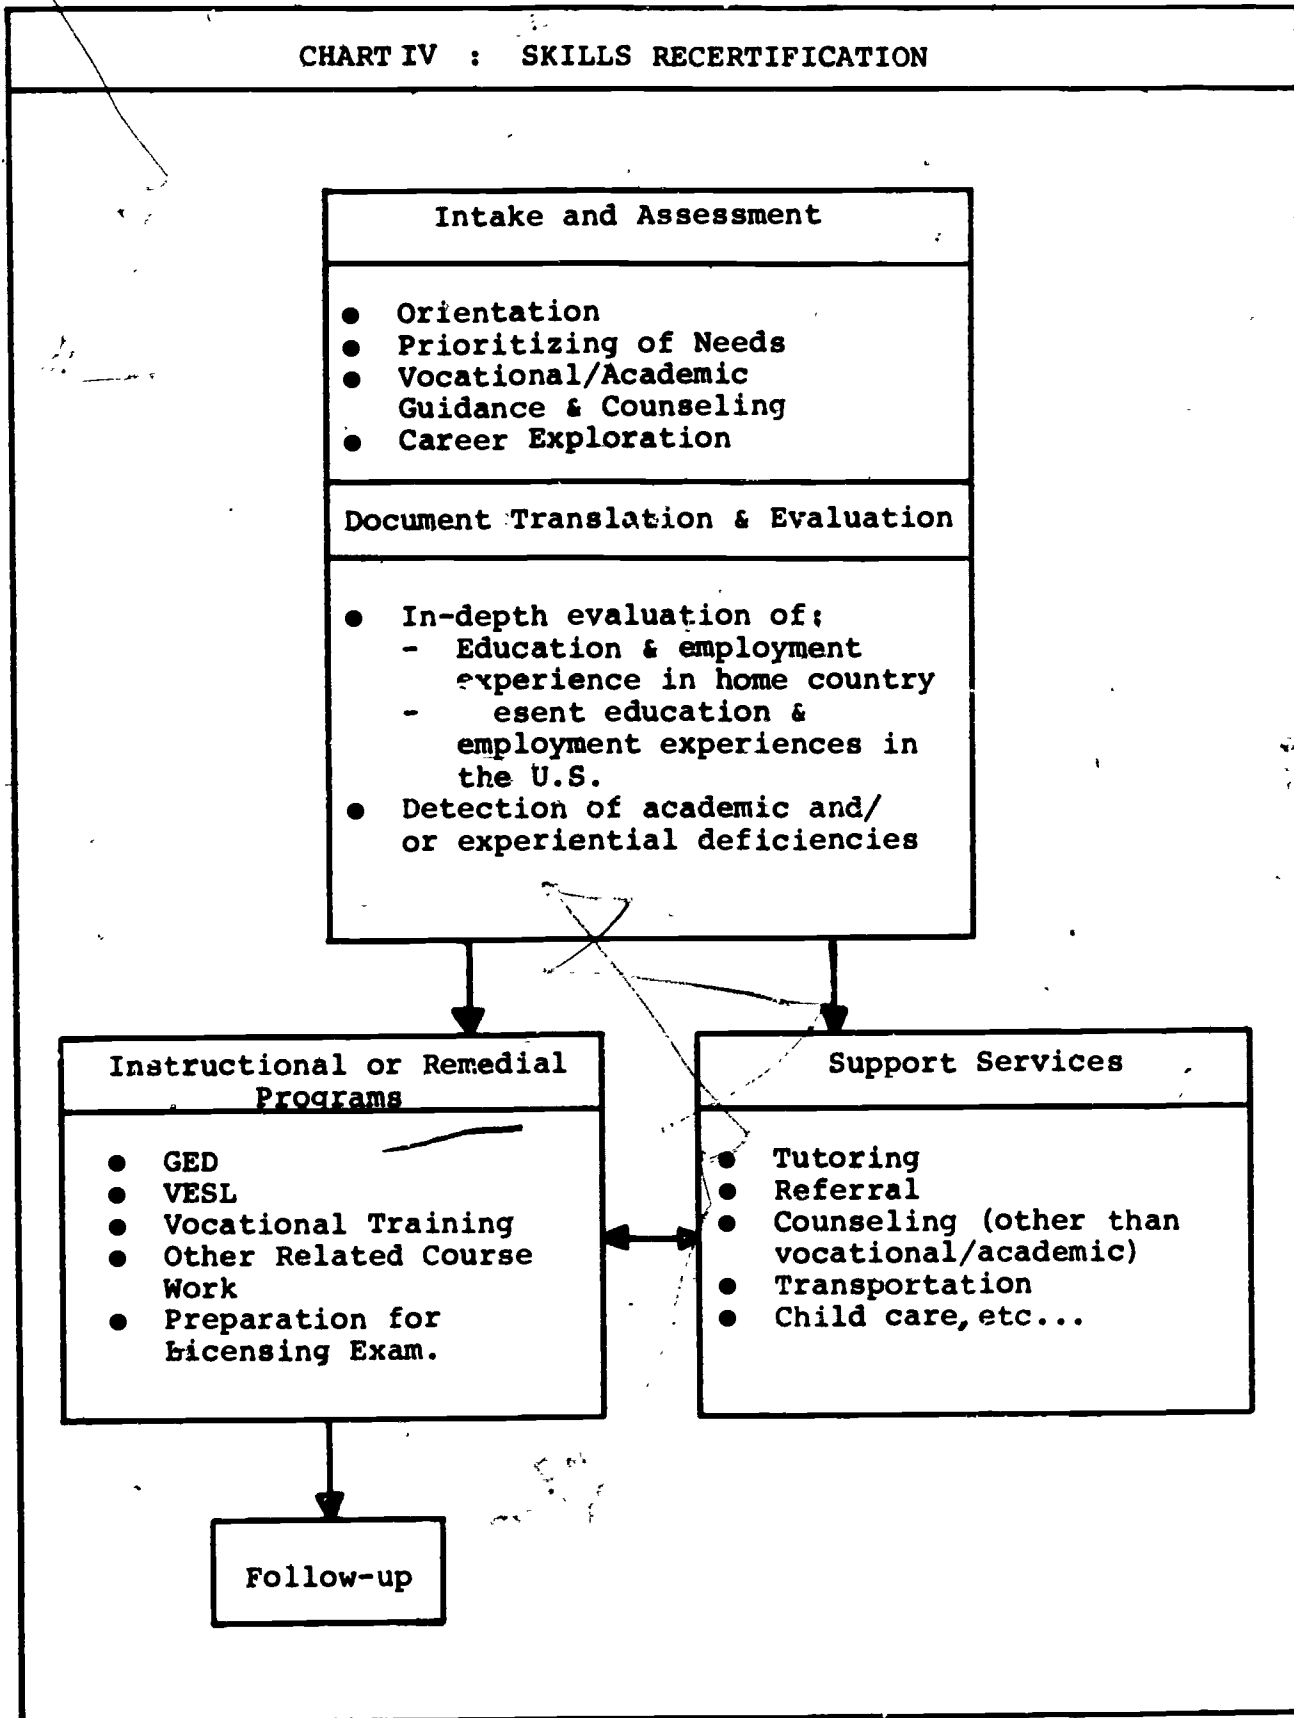 CHART IV : SKILLS RECERTIFICATION
Intake and Assessment
● Orientation
● Prioritizing of Needs
● Vocational/Academic
Guidance & Counseling
● Career Exploration
Document Translation & Evaluation
● In-depth evaluation of:
- Education & employment
experience in home country
- esent education &
employment experiences in
the U.S.
● Detection of academic and/
or experiential deficiencies
Instructional or Remedial
Programs
● GED
● VESL
● Vocational Training
● Other Related Course
Work
● Preparation for
Licensing Exam.
Support Services
● Tutoring
● Referral
● Counseling (other than
vocational/academic)
● Transportation
● Child care, etc...
Follow-up